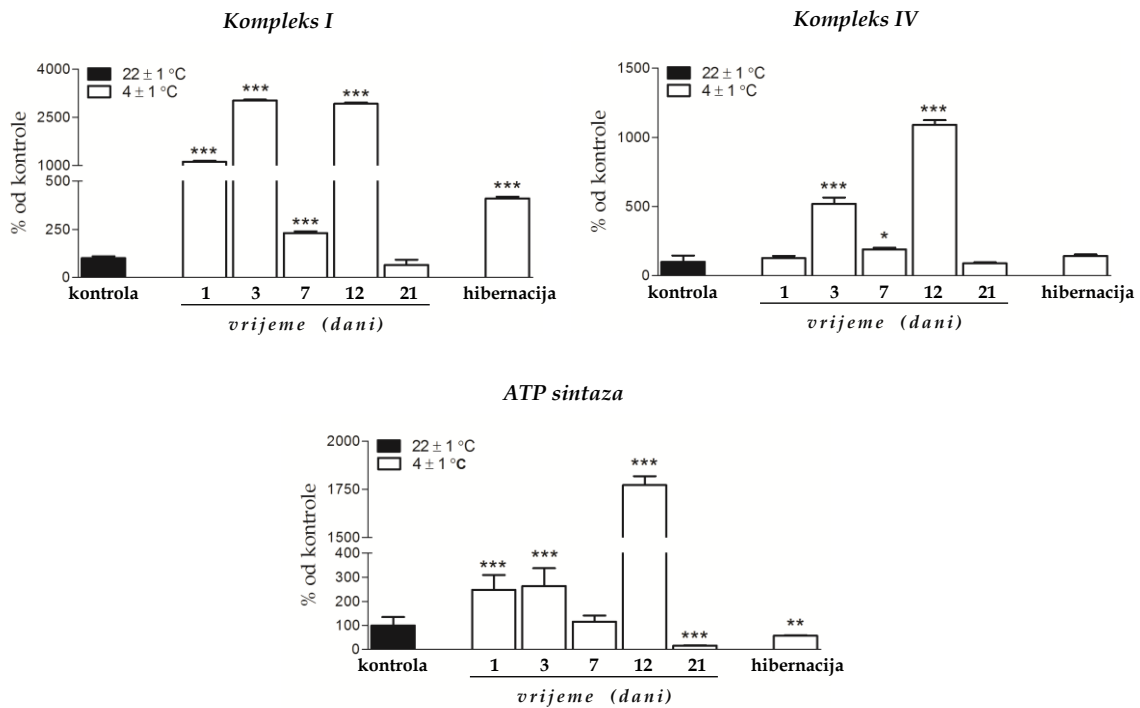 Kompleks I
22 ± 1 °C
4 ± 1 °C
% od kontrole
4000
2500
1000
500
250
0
***
***
***
***
***
kontrola
1 3 7 12 21
hibernacija
vrijeme (dani)
Kompleks IV
22 ± 1 °C
4 ± 1 °C
% od kontrole
1500
1000
500
0
***
*
***
kontrola
1 3 7 12 21
hibernacija
vrijeme (dani)
ATP sintaza
22 ± 1 °C
4 ± 1 °C
% od kontrole
2000
1750
1500
400
300
200
100
0
***
***
***
***
**
kontrola
1 3 7 12 21
hibernacija
vrijeme (dani)